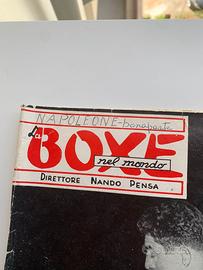 NAPOLEONE-bonaparte
La
BOXE
nel mondo
DIRETTORE NANDO PENSA